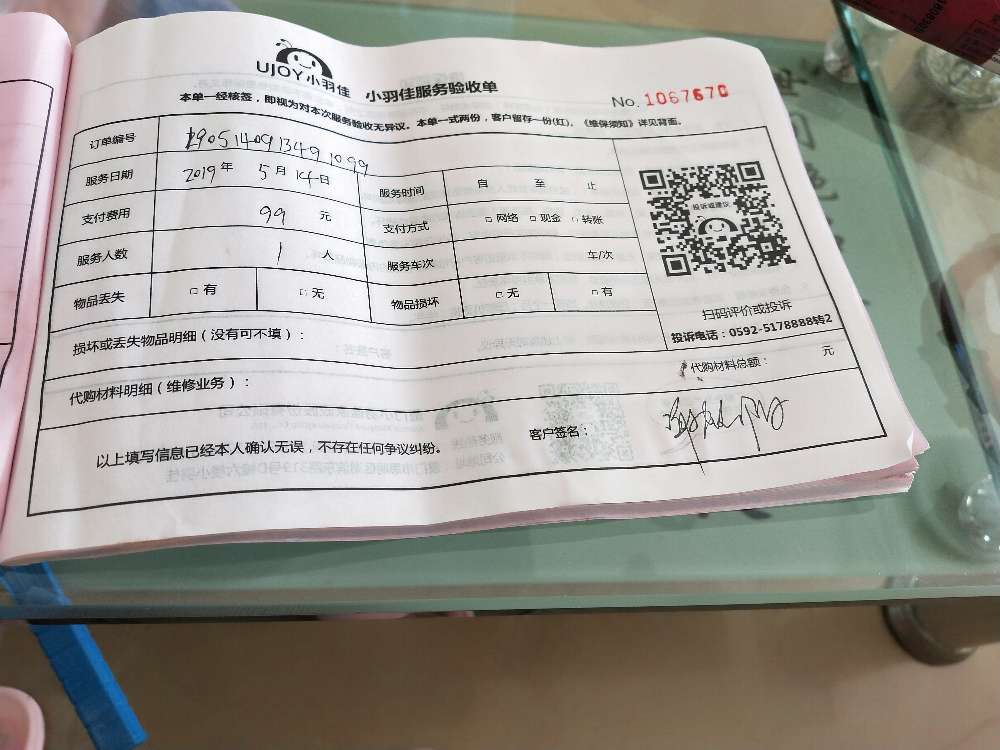 UJOY小羽佳 小羽佳服务验收单
No. 1067670
本单一经核签，即视为对本次服务验收无异议。本单一式两份，客户留存一份(红)。《维保须知》详见背面。
订单编号 1905140913491099
服务日期 2019年 5月 14日 服务时间 自 至 止
支付费用 99 元 支付方式 □ 网络 □ 现金 □ 转账
服务人数 1 人 服务车次 车/次
物品丢失 □ 有 □ 无 物品损坏 □ 无 □ 有
投诉或建议
扫码评价或投诉
投诉电话：0592-5178888转2
损坏或丢失物品明细（没有可不填）：
代购材料明细（维修业务）： 代购材料总额： 元
以上填写信息已经本人确认无误，不存在任何争议纠纷。 客户签名：